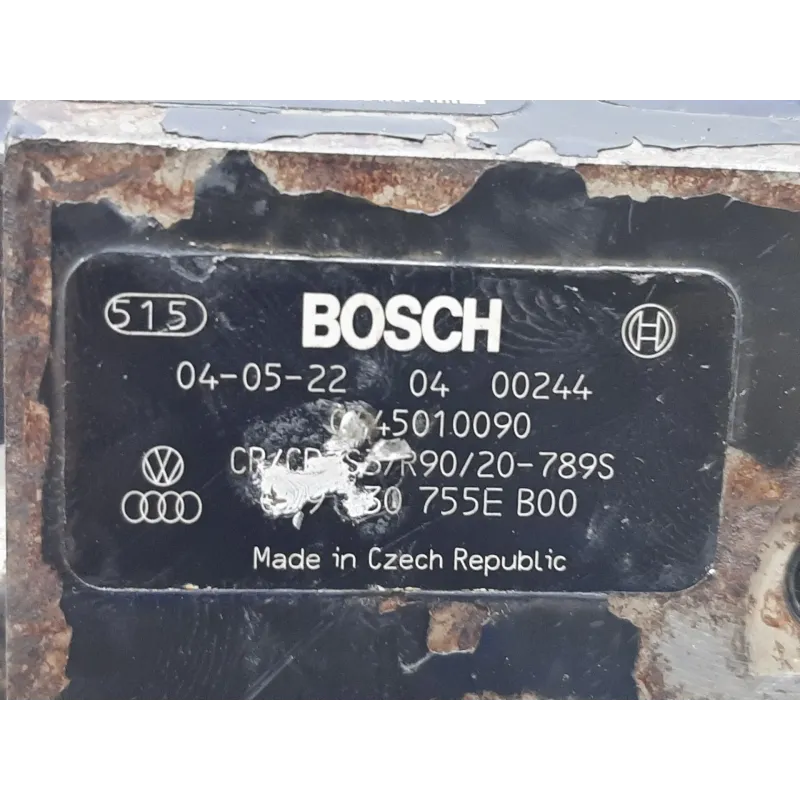 515 BOSCH
04-05-22 04 00244
45010090
R90/20-789S
755E B00
Made in Czech Republic